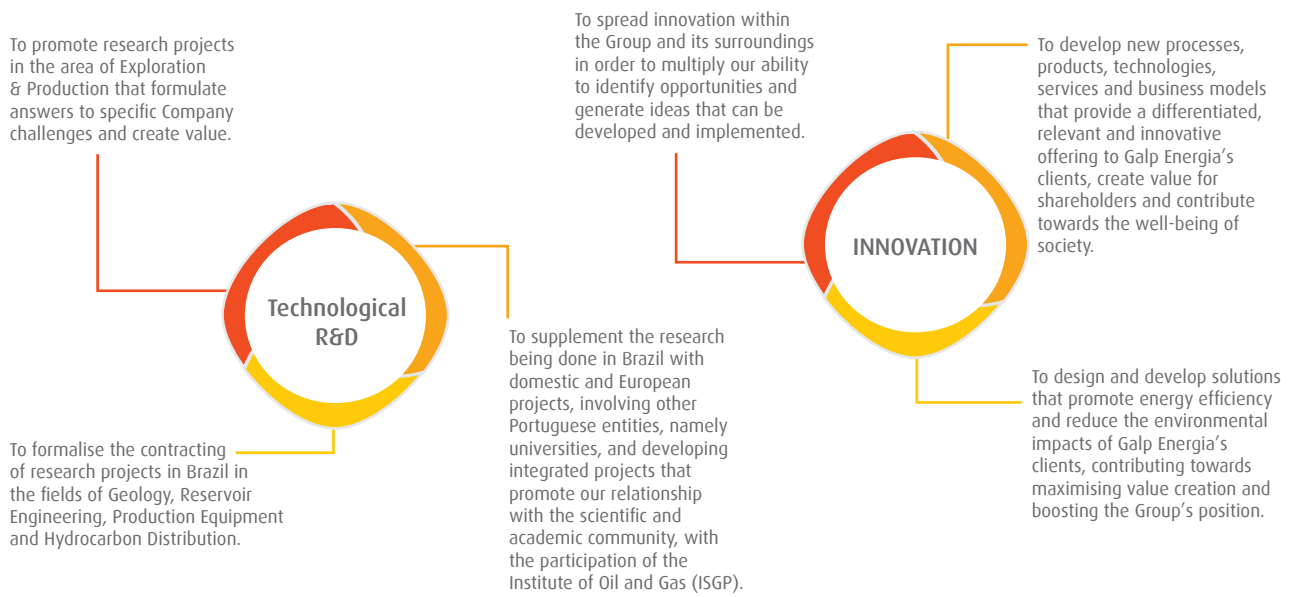 To promote research projects
in the area of Exploration
& Production that formulate
answers to specific Company
challenges and create value.
Technological
R&D
To formalise the contracting
of research projects in Brazil in
the fields of Geology, Reservoir
Engineering, Production Equipment
and Hydrocarbon Distribution.
To supplement the research
being done in Brazil with
domestic and European
projects, involving other
Portuguese entities, namely
universities, and developing
integrated projects that
promote our relationship
with the scientific and
academic community, with
the participation of the
Institute of Oil and Gas (ISGP).
To spread innovation within
the Group and its surroundings
in order to multiply our ability
to identify opportunities and
generate ideas that can be
developed and implemented.
INNOVATION
To develop new processes,
products, technologies,
services and business models
that provide a differentiated,
relevant and innovative
offering to Galp Energia’s
clients, create value for
shareholders and contribute
towards the well-being of
society.
To design and develop solutions
that promote energy efficiency
and reduce the environmental
impacts of Galp Energia’s
clients, contributing towards
maximising value creation and
boosting the Group’s position.